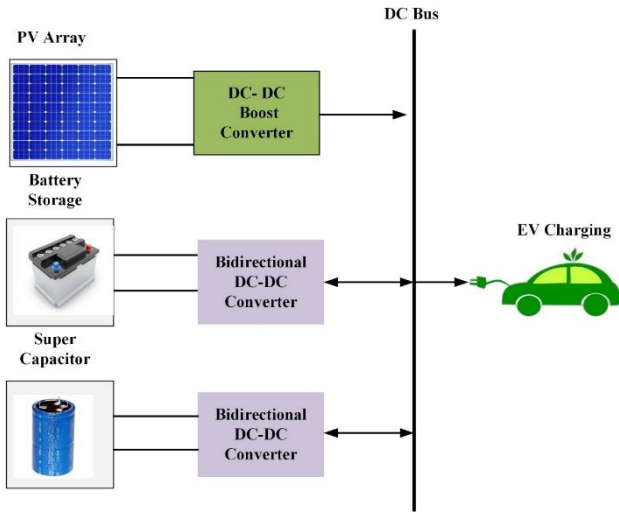 DC Bus
PV Array
DC- DC
Boost
Converter
Battery
Storage
EV Charging
Bidirectional
DC-DC
Converter
Super
Capacitor
Bidirectional
DC-DC
Converter